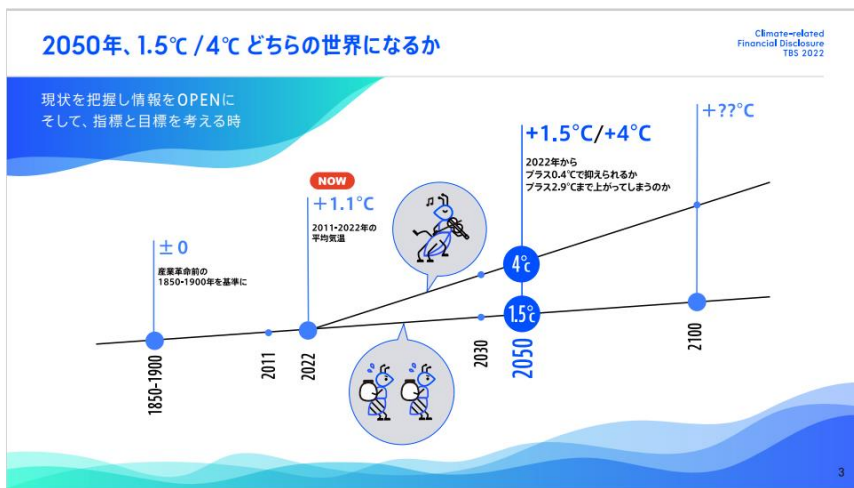 2050年、1.5℃/4℃ どちらの世界になるか
Climate-related
Financial Disclosure
TBS 2022
現状を把握し情報をOPENに
そして、指標と目標を考える時
±0
産業革命前の
1850-1900年を基準に
NOW
+1.1℃
2011-2022年の
平均気温
+1.5℃/+4℃
2022年から
プラス0.4℃で抑えられるか
プラス2.9℃まで上がってしまうのか
+??℃
4℃
1.5℃
1850-1900
2011
2022
2030
2050
2100
3